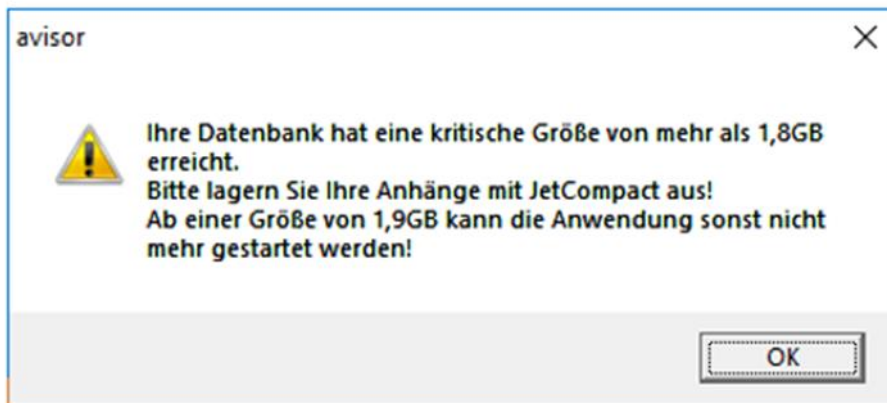 avisor
Ihre Datenbank hat eine kritische Größe von mehr als 1,8GB
erreicht.
Bitte lagern Sie Ihre Anhänge mit JetCompact aus!
Ab einer Größe von 1,9GB kann die Anwendung sonst nicht
mehr gestartet werden!
OK